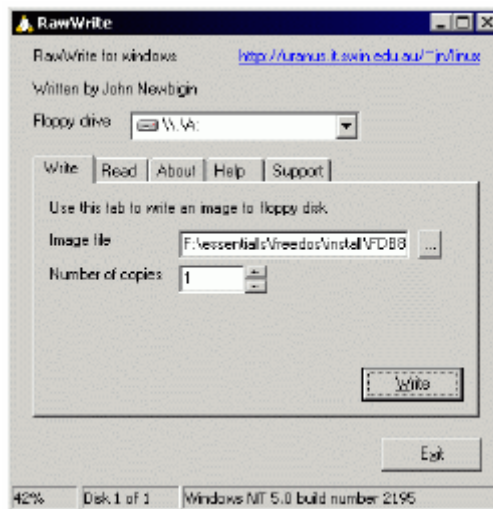 RawWrite
RawWrite for windows http://uranus.it.swin.edu.au/~jn/linux
Written by John Newbigin
Floppy drive \\.\A:
Write Read About Help Support
Use this tab to write an image to floppy disk.
Image file F:\essentials\freedos\install\FDB8 ...
Number of copies 1
Write
Exit
42% Disk 1 of 1 Windows NT 5.0 build number 2195